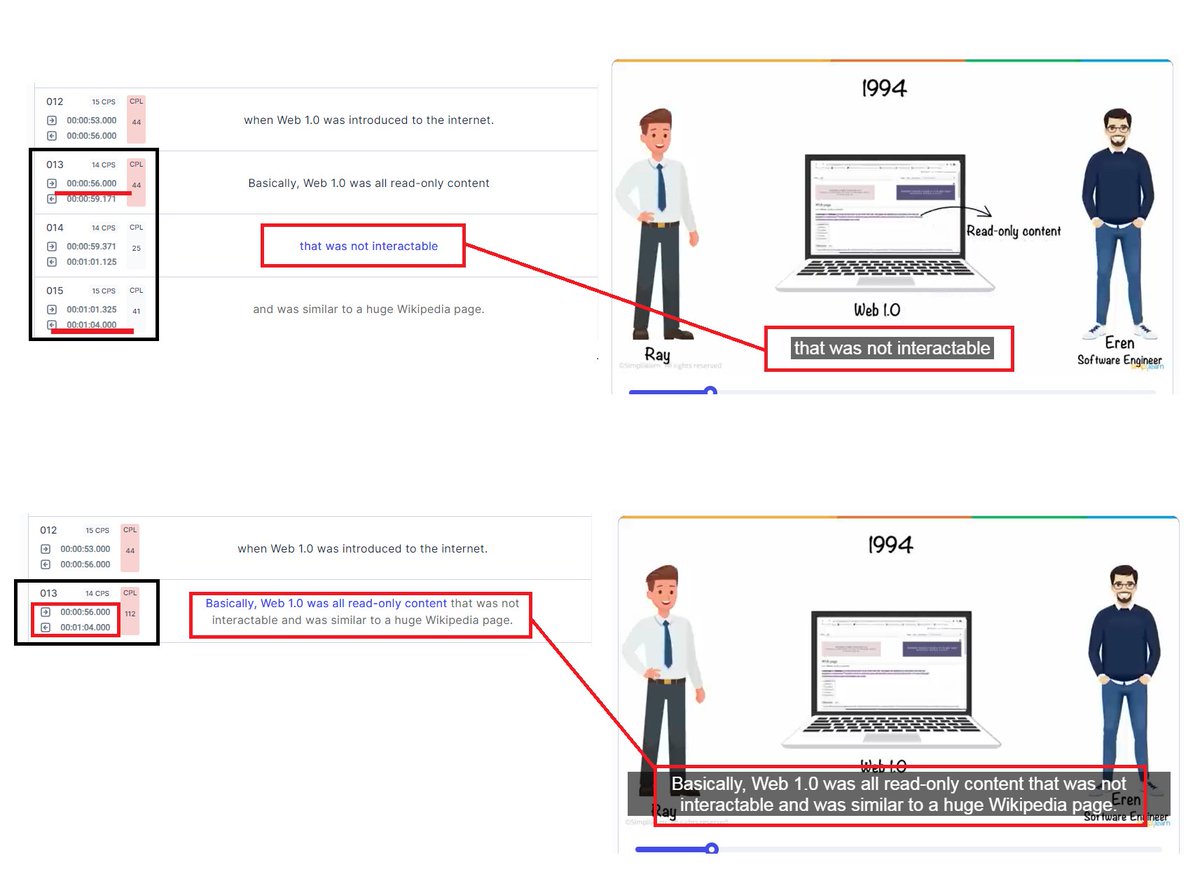 012 15 CPS CPL
00:00:53.000 44
00:00:56.000
when Web 1.0 was introduced to the internet.
013 14 CPS CPL
00:00:56.000 44
00:00:59.171
Basically, Web 1.0 was all read-only content
014 14 CPS CPL
00:00:59.371 25
00:01:01.125
that was not interactable
015 15 CPS CPL
00:01:01.325 41
00:01:04.000
and was similar to a huge Wikipedia page.
1994
Read-only content
Web 1.0
that was not interactable
Ray
Eren
Software Engineer
©Simplilearn. All rights reserved
simplilearn
012 15 CPS CPL
00:00:53.000 44
00:00:56.000
when Web 1.0 was introduced to the internet.
013 14 CPS CPL
00:00:56.000 112
00:01:04.000
Basically, Web 1.0 was all read-only content that was not
interactable and was similar to a huge Wikipedia page.
1994
Web 1.0
Basically, Web 1.0 was all read-only content that was not
interactable and was similar to a huge Wikipedia page.
Ray
Eren
Software Engineer